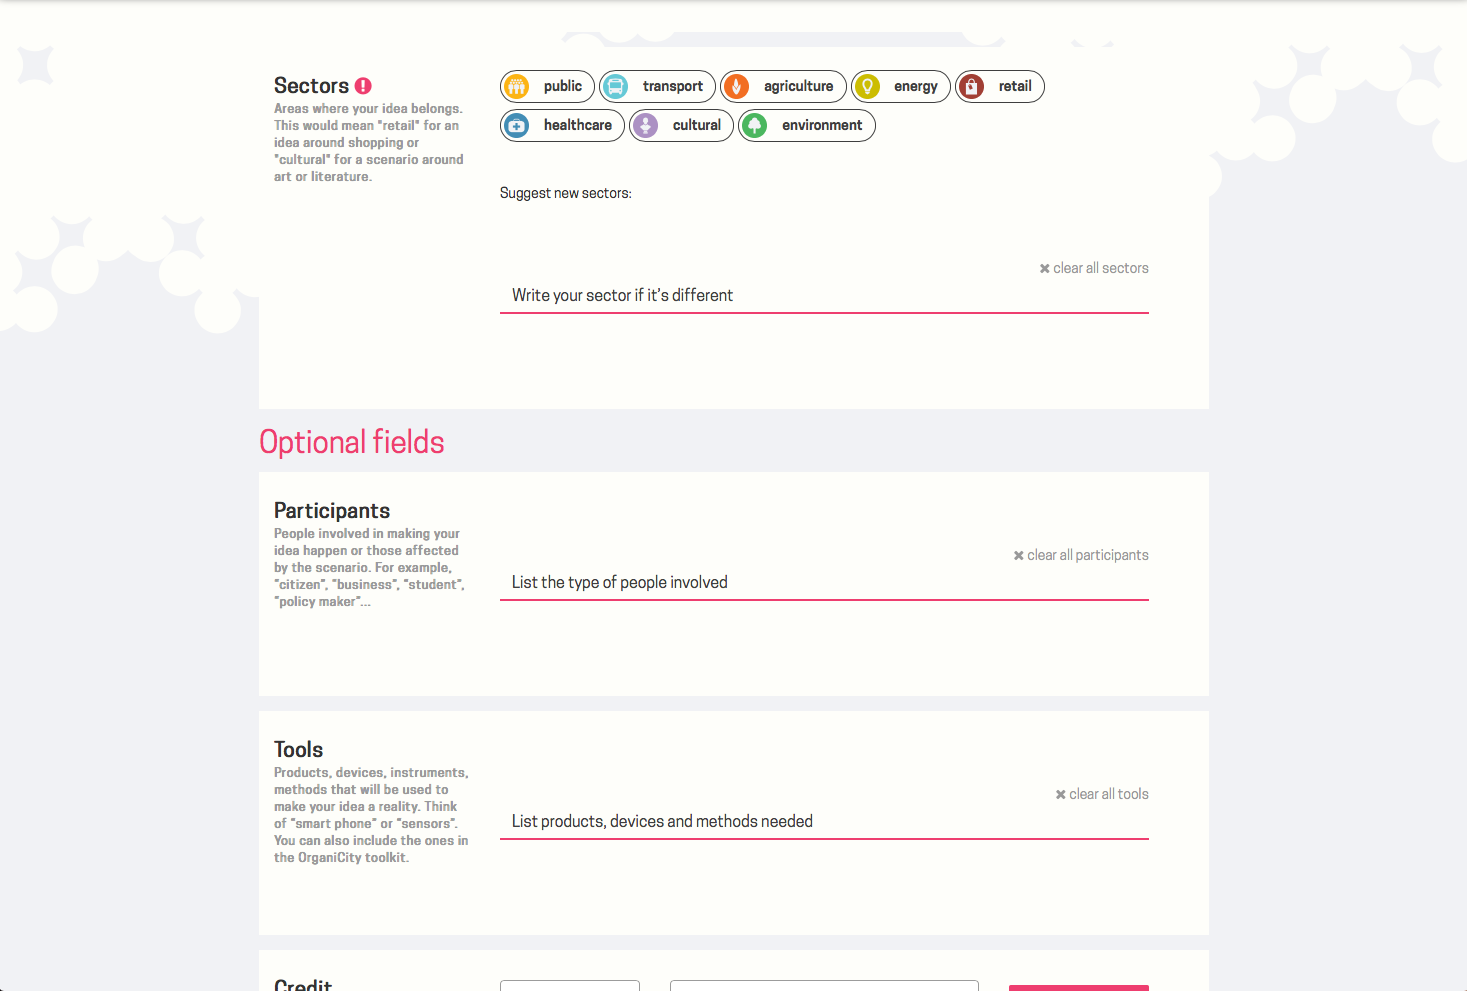 Sectors
Areas where your idea belongs.
This would mean "retail" for an
idea around shopping or
"cultural" for a scenario around
art or literature.
public transport agriculture energy retail
healthcare cultural environment
Suggest new sectors:
clear all sectors
Write your sector if it's different
Optional fields
Participants
People involved in making your
idea happen or those affected
by the scenario. For example,
"citizen", "business", "student",
"policy maker"...
clear all participants
List the type of people involved
Tools
Products, devices, instruments,
methods that will be used to
make your idea a reality. Think
of "smart phone" or "sensors".
You can also include the ones in
the OrganiCity toolkit.
clear all tools
List products, devices and methods needed
Credit